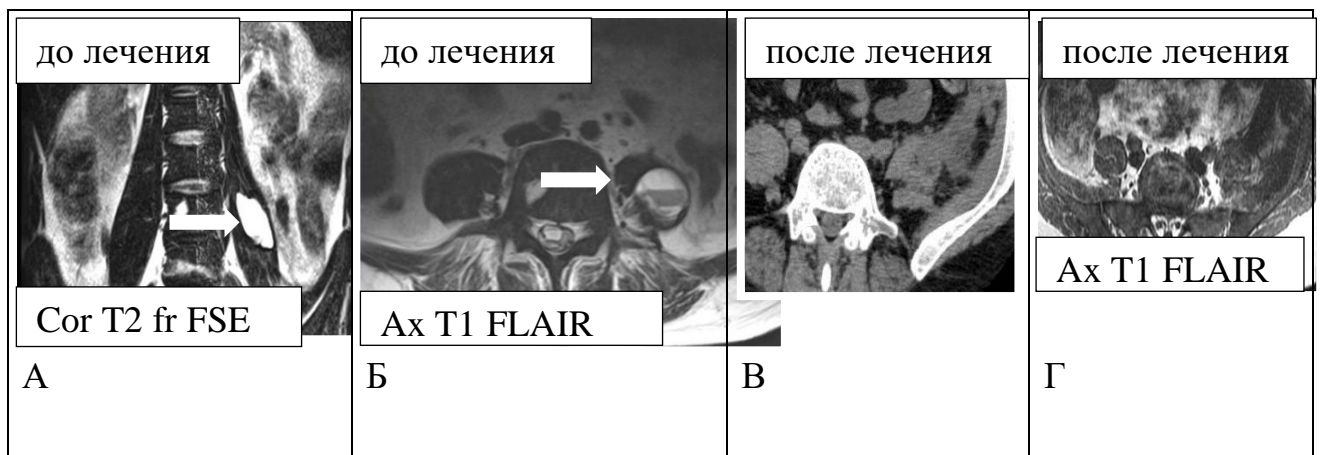 до лечения
до лечения
после лечения
после лечения
Cor T2 fr FSE
Ax T1 FLAIR
Ax T1 FLAIR
А
Б
В
Г